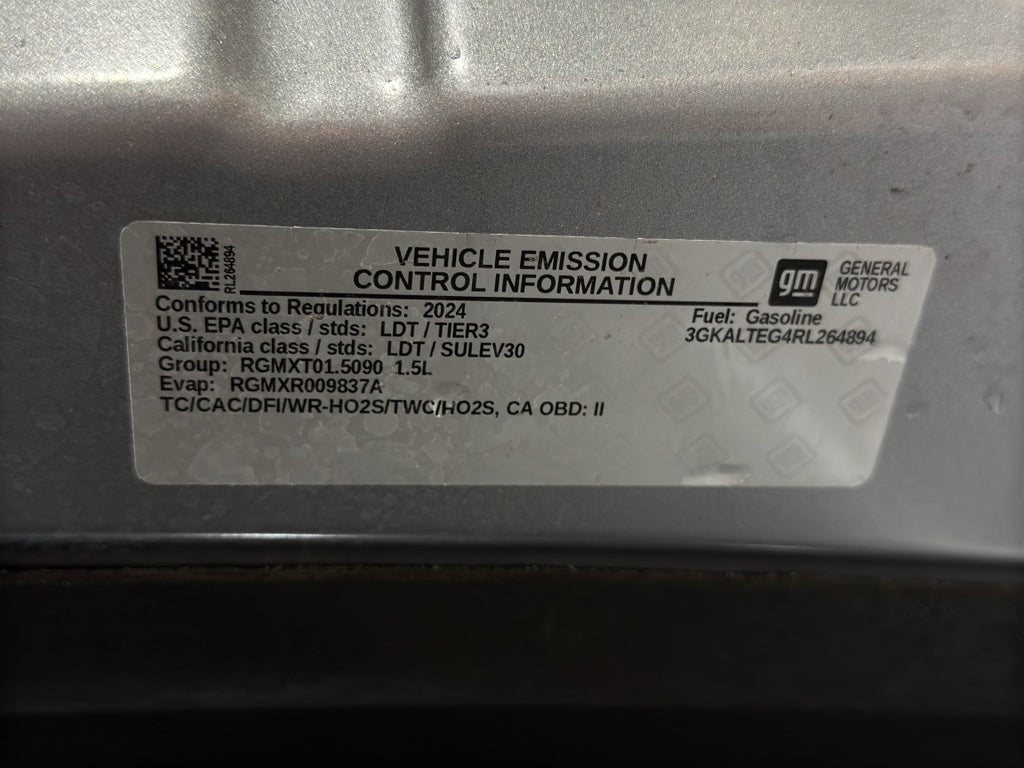 RL264894
VEHICLE EMISSION
CONTROL INFORMATION
gm GENERAL
MOTORS
LLC
Conforms to Regulations: 2024
Fuel: Gasoline
U.S. EPA class / stds: LDT / TIER3
3GKALTEG4RL264894
California class / stds: LDT / SULEV30
Group: RGMXT01.5090 1.5L
Evap: RGMXR009837A
TC/CAC/DFI/WR-HO2S/TWC/HO2S, CA OBD: II